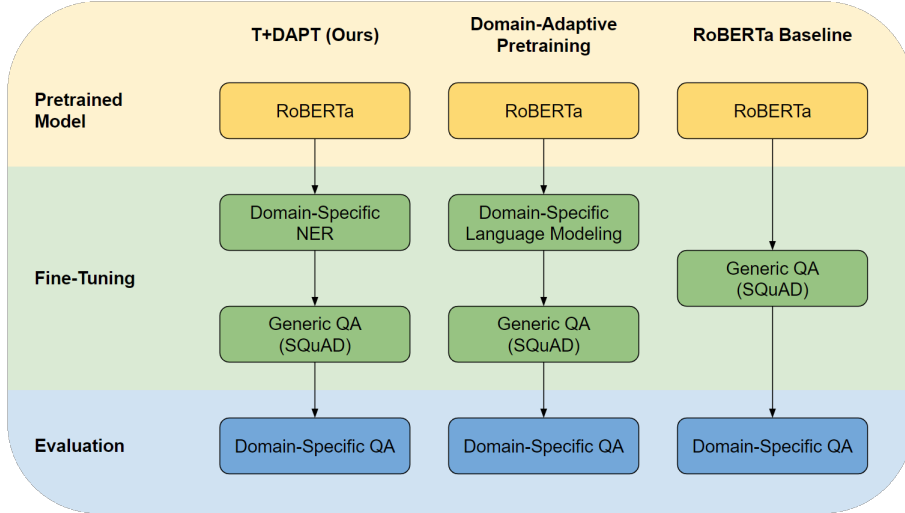 T+DAPT (Ours)
Domain-Adaptive
Pretraining
RoBERTa Baseline
Pretrained
Model
RoBERTa
RoBERTa
RoBERTa
Fine-Tuning
Domain-Specific
NER
Domain-Specific
Language Modeling
Generic QA
(SQuAD)
Generic QA
(SQuAD)
Generic QA
(SQuAD)
Evaluation
Domain-Specific QA
Domain-Specific QA
Domain-Specific QA